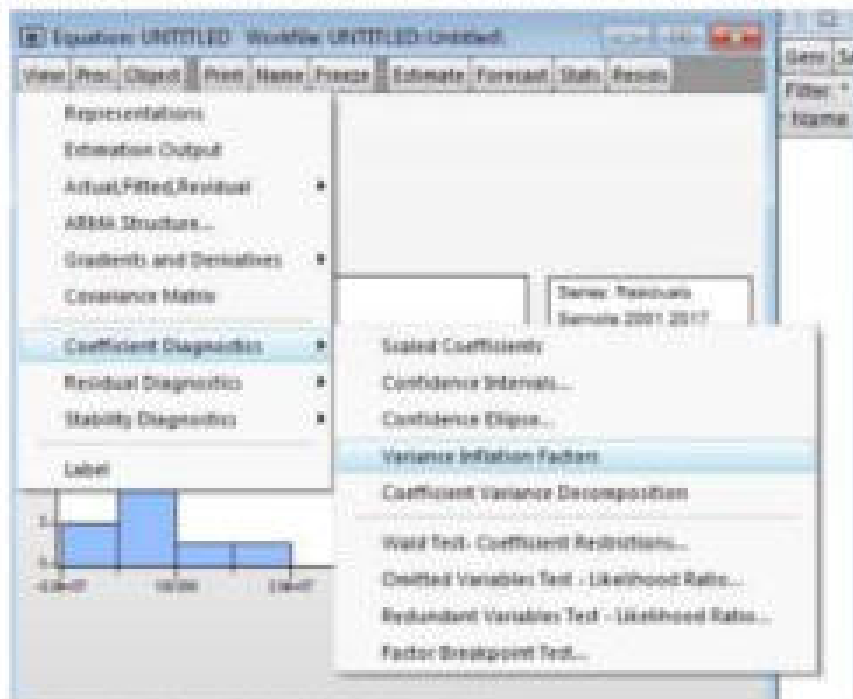 Equation: UNTITLED Workfile: UNTITLED::Untitled\
View Proc Object Print Name Freeze Estimate Forecast Stats Resids
Genr
Filter: *
Name
Representations
Estimation Output
Actual,Fitted,Residual
ARMA Structure...
Gradients and Derivatives
Covariance Matrix
Coefficient Diagnostics
Residual Diagnostics
Stability Diagnostics
Label
Series: Residuals
Sample 2001 2017
Scaled Coefficients
Confidence Intervals...
Confidence Ellipse...
Variance Inflation Factors
Coefficient Variance Decomposition
Wald Test- Coefficient Restrictions...
Omitted Variables Test - Likelihood Ratio...
Redundant Variables Test - Likelihood Ratio...
Factor Breakpoint Test...